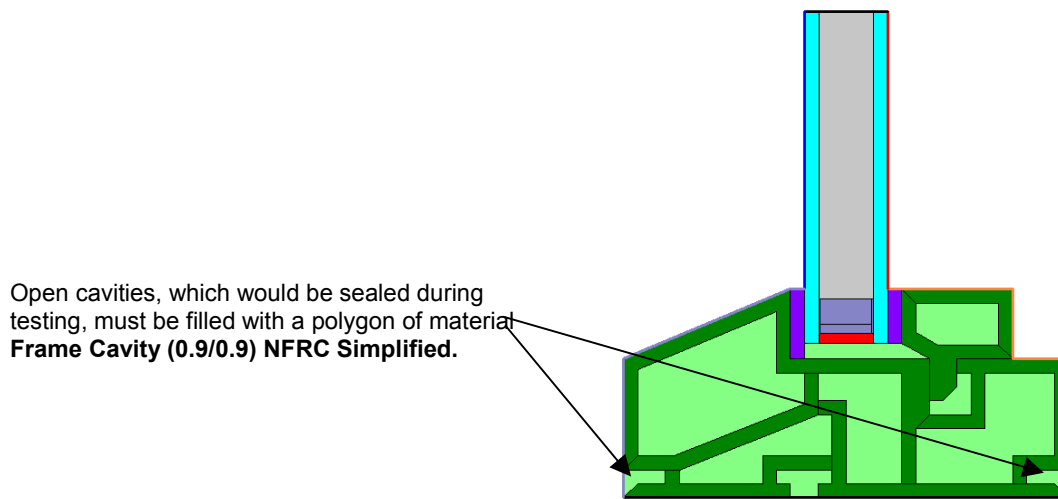 Open cavities, which would be sealed during
testing, must be filled with a polygon of material
Frame Cavity (0.9/0.9) NFRC Simplified.